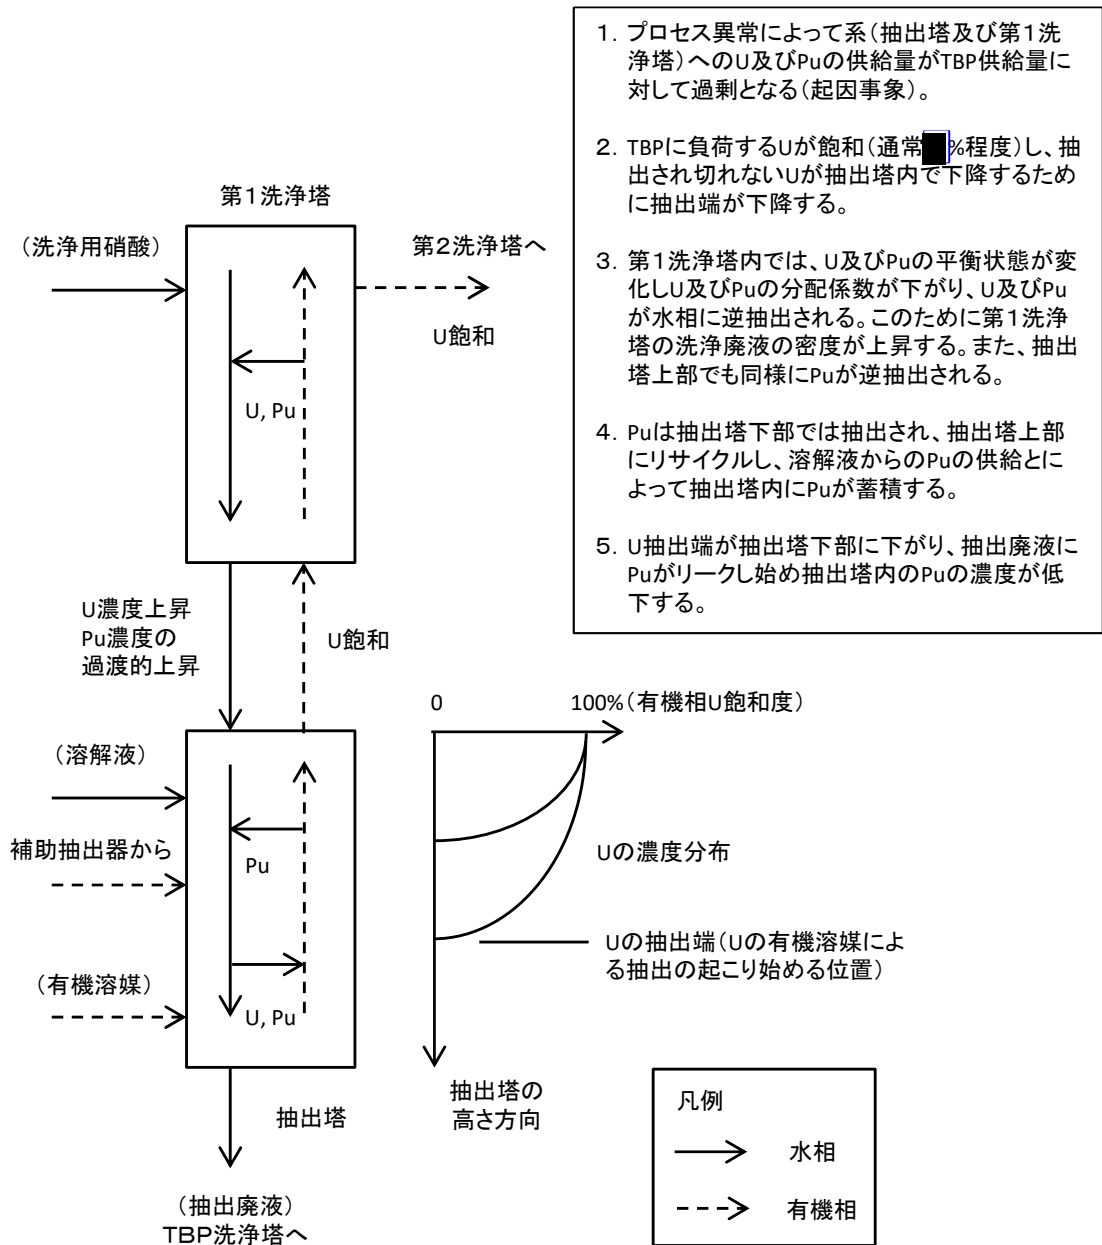 1. プロセス異常によって系(抽出塔及び第1洗
浄塔)へのU及びPuの供給量がTBP供給量に
対して過剰となる(起因事象)。
2. TBPに負荷するUが飽和(通常 %程度)し、抽
出され切れないUが抽出塔内で下降するため
に抽出端が下降する。
3. 第1洗浄塔内では、U及びPuの平衡状態が変
化しU及びPuの分配係数が下がり、U及びPu
が水相に逆抽出される。このために第1洗浄
塔の洗浄廃液の密度が上昇する。また、抽出
塔上部でも同様にPuが逆抽出される。
4. Puは抽出塔下部では抽出され、抽出塔上部
にリサイクルし、溶解液からのPuの供給とに
よって抽出塔内にPuが蓄積する。
5. U抽出端が抽出塔下部に下がり、抽出廃液に
Puがリークし始め抽出塔内のPuの濃度が低
下する。
第1洗浄塔
(洗浄用硝酸)
第2洗浄塔へ
U飽和
U, Pu
U濃度上昇
Pu濃度の
過渡的上昇
U飽和
0
100%(有機相U飽和度)
(溶解液)
補助抽出器から
Pu
Uの濃度分布
Uの抽出端(Uの有機溶媒によ
る抽出の起こり始める位置)
(有機溶媒)
U, Pu
抽出塔の
高さ方向
抽出塔
(抽出廃液)
TBP洗浄塔へ
凡例
水相
有機相